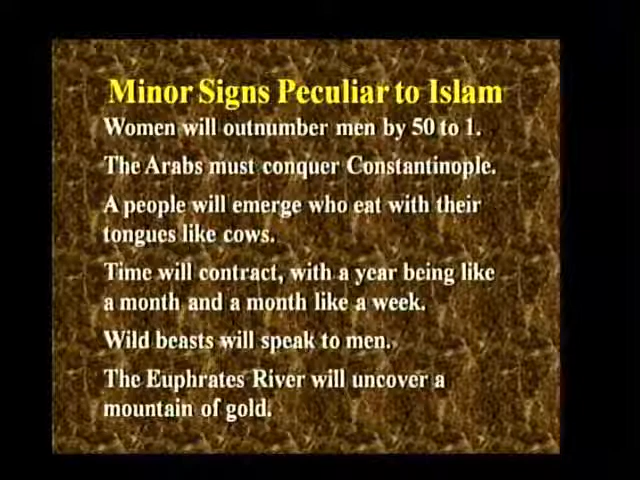 Minor Signs Peculiar to Islam
Women will outnumber men by 50 to 1.
The Arabs must conquer Constantinople.
A people will emerge who eat with their
tongues like cows.
Time will contract, with a year being like
a month and a month like a week.
Wild beasts will speak to men.
The Euphrates River will uncover a
mountain of gold.